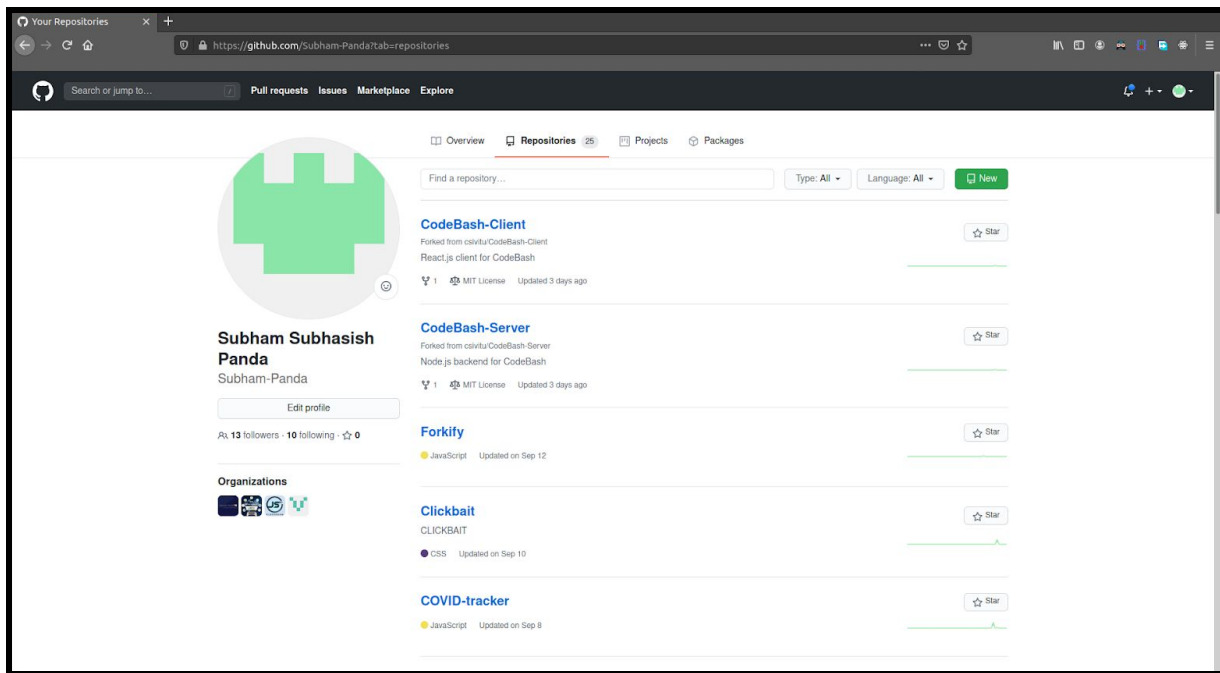 Your Repositories
https://github.com/Subham-Panda?tab=repositories
Search or jump to... /
Pull requests Issues Marketplace Explore
Overview Repositories 25 Projects Packages
Find a repository... Type: All Language: All New
CodeBash-Client
Star
Forked from csivitu/CodeBash-Client
React.js client for CodeBash
1 MIT License Updated 3 days ago
Subham Subhasish
Panda
Subham-Panda
Edit profile
13 followers · 10 following · 0
Organizations
JS
CodeBash-Server
Star
Forked from csivitu/CodeBash-Server
Node.js backend for CodeBash
1 MIT License Updated 3 days ago
Forkify
Star
JavaScript Updated on Sep 12
Clickbait
Star
CLICKBAIT
CSS Updated on Sep 10
COVID-tracker
Star
JavaScript Updated on Sep 8